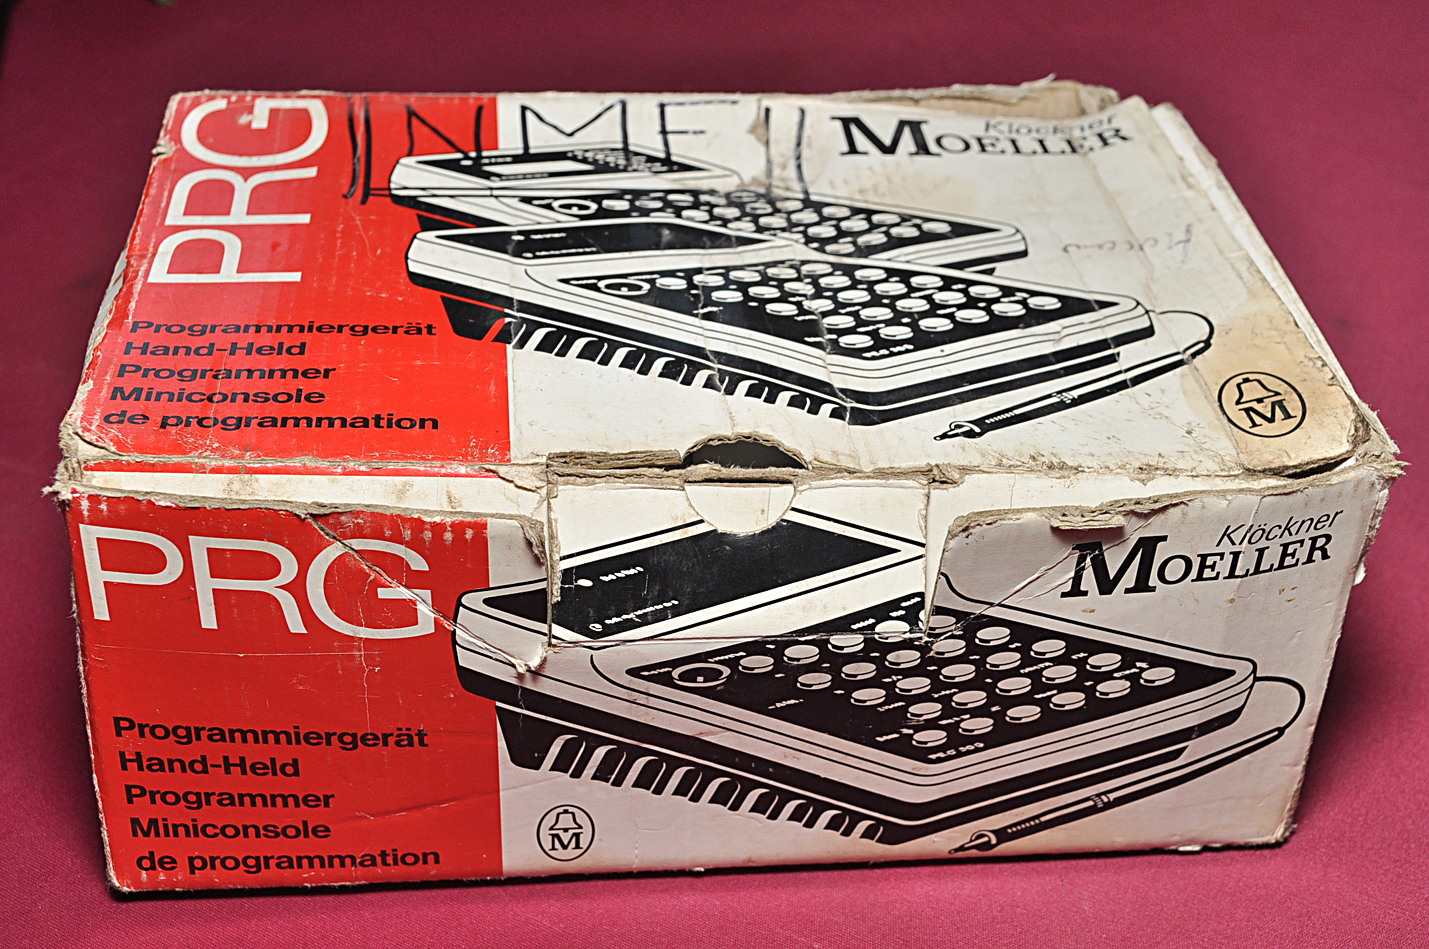 PRG
INMEL
Klöckner
MOELLER
Programmiergerät
Hand-Held
Programmer
Miniconsole
de programmation
M
PRG
Klöckner
MOELLER
Programmiergerät
Hand-Held
Programmer
Miniconsole
de programmation
M